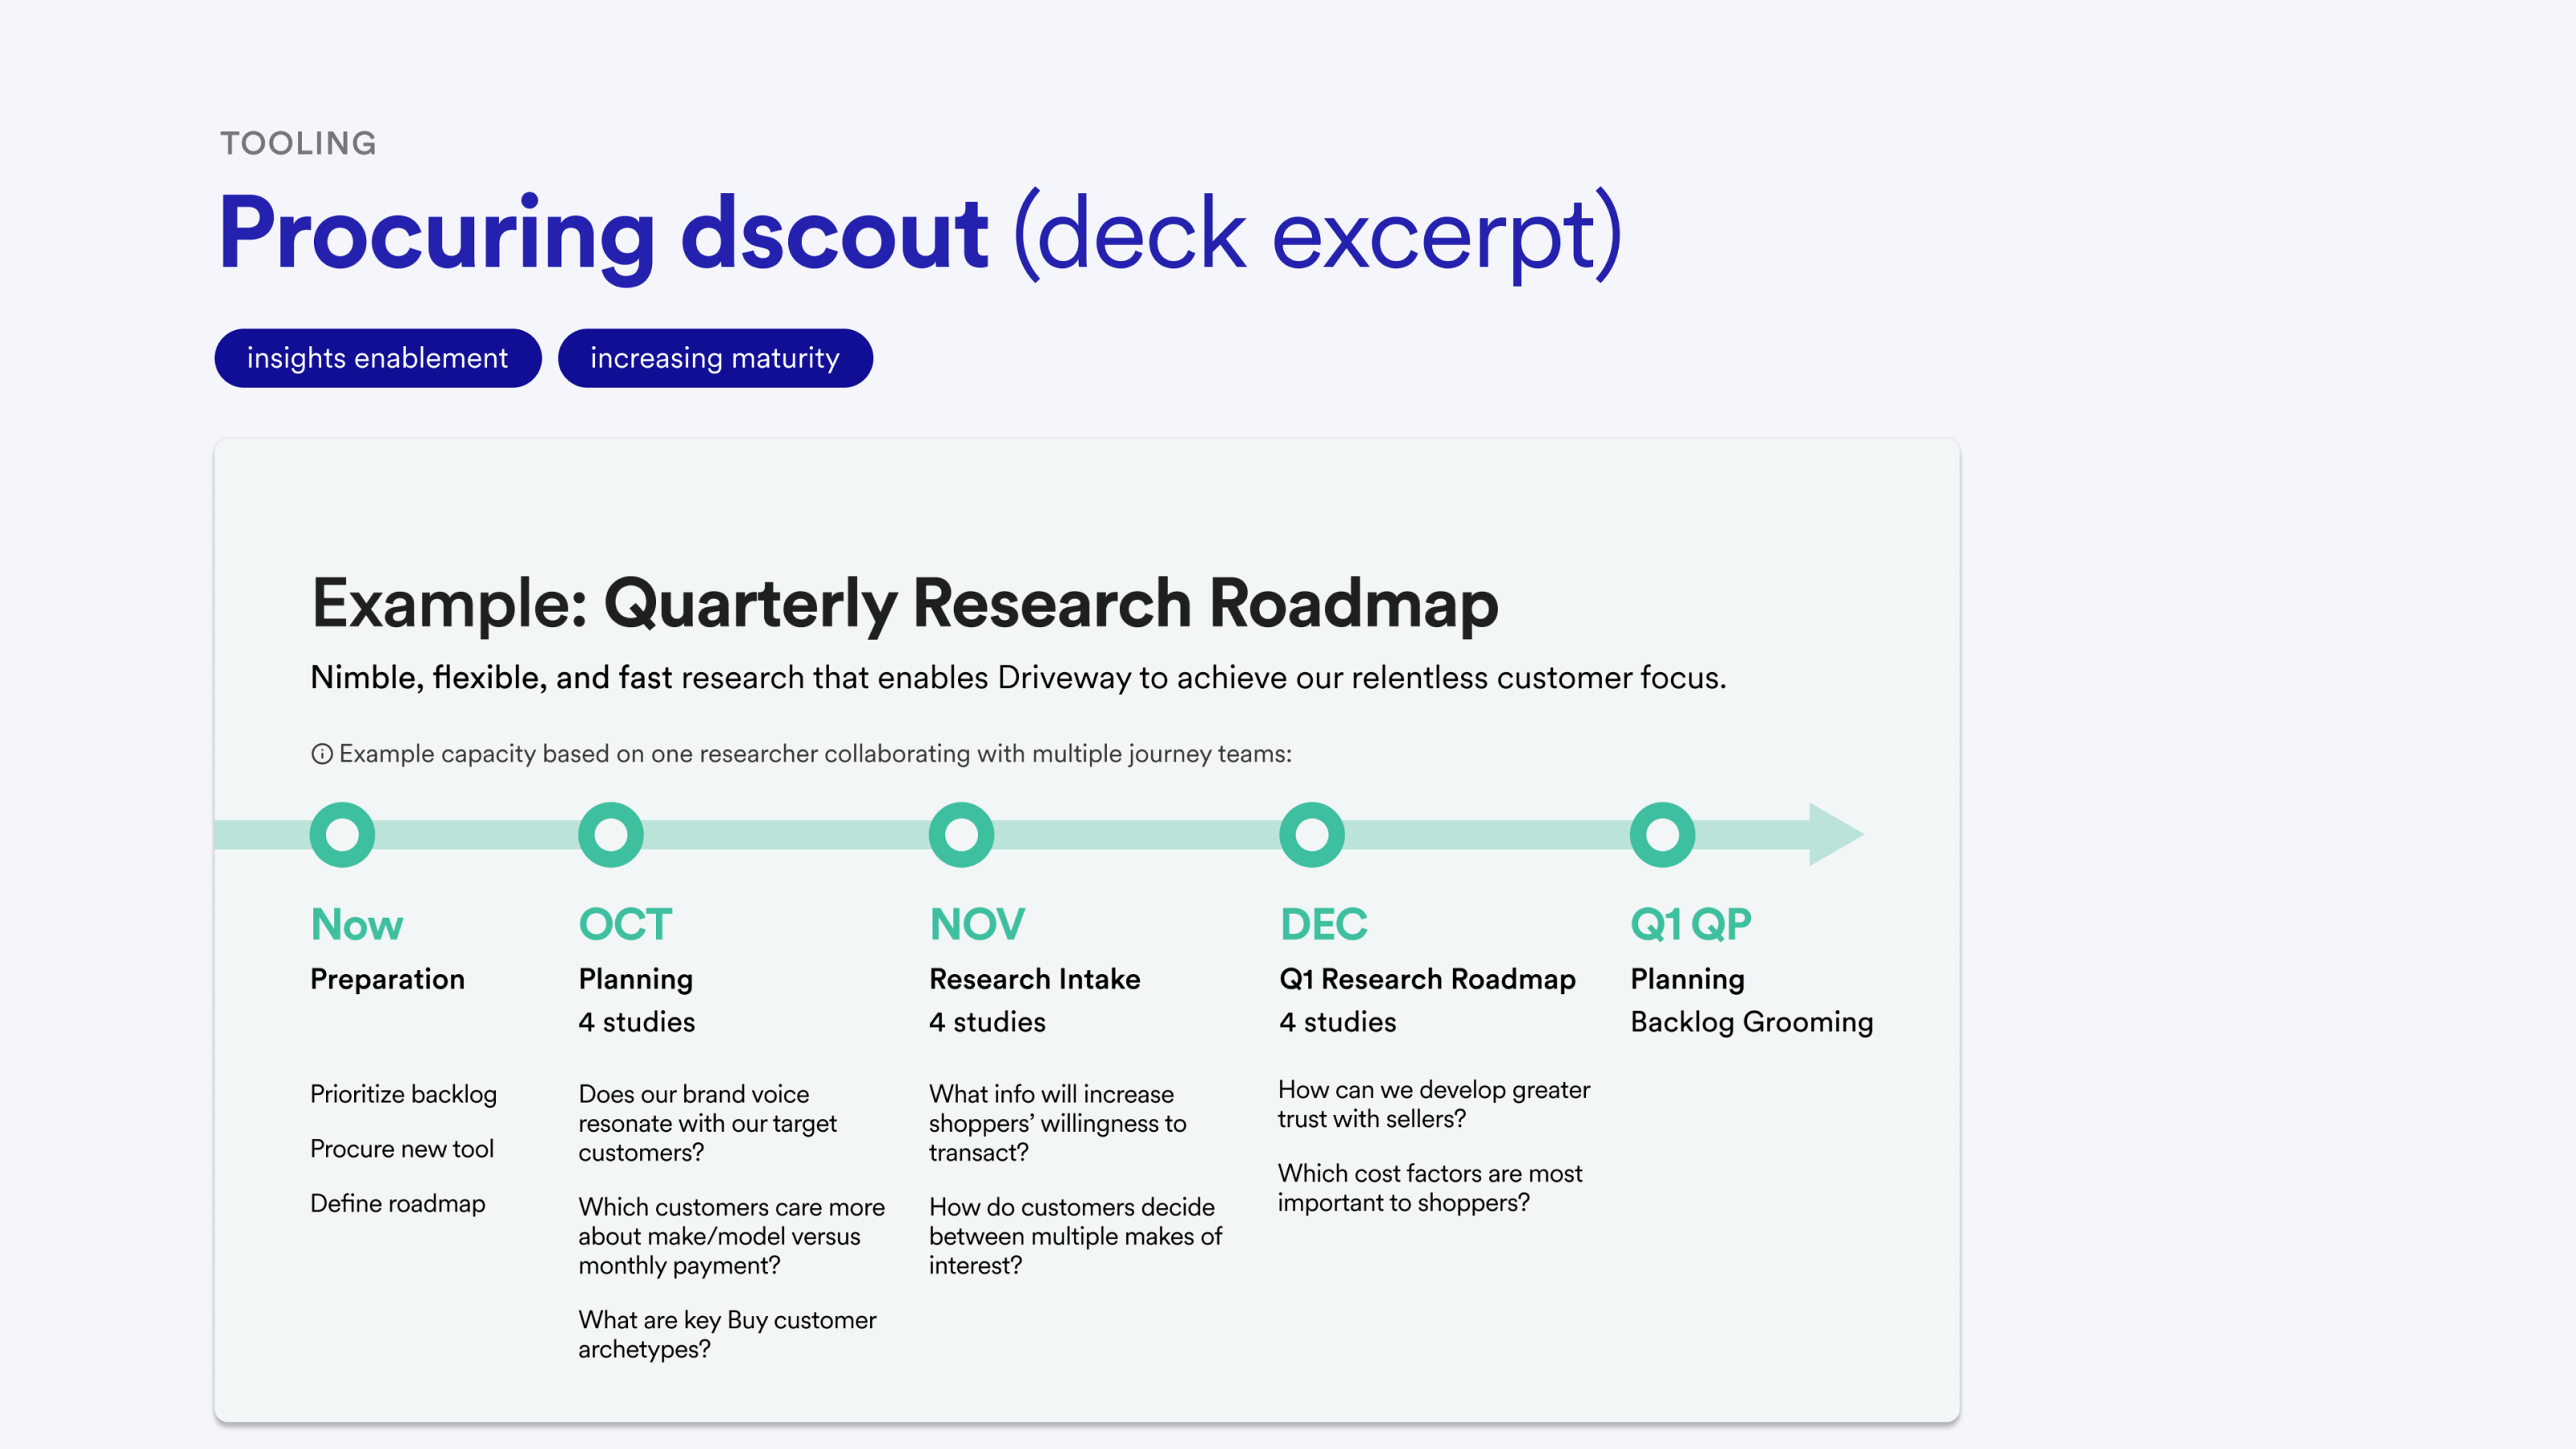 TOOLING
Procuring dscout (deck excerpt)
insights enablement
increasing maturity
Example: Quarterly Research Roadmap
Nimble, flexible, and fast research that enables Driveway to achieve our relentless customer focus.
Example capacity based on one researcher collaborating with multiple journey teams:
Now
Preparation
Prioritize backlog
Procure new tool
Define roadmap
OCT
Planning
4 studies
Does our brand voice
resonate with our target
customers?
Which customers care more
about make/model versus
monthly payment?
What are key Buy customer
archetypes?
NOV
Research Intake
4 studies
What info will increase
shoppers’ willingness to
transact?
How do customers decide
between multiple makes of
interest?
DEC
Q1 Research Roadmap
4 studies
How can we develop greater
trust with sellers?
Which cost factors are most
important to shoppers?
Q1 QP
Planning
Backlog Grooming